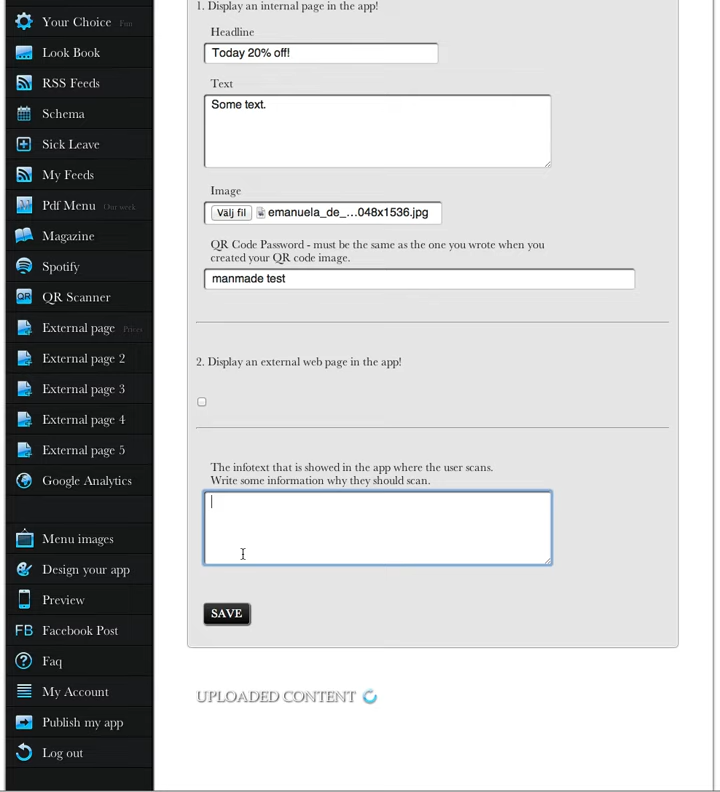 Your Choice Fun
Look Book
RSS Feeds
Schema
Sick Leave
My Feeds
Pdf Menu Our week
Magazine
Spotify
QR QR Scanner
External page Prices
External page 2
External page 3
External page 4
External page 5
Google Analytics
Menu images
Design your app
Preview
FB Facebook Post
? Faq
My Account
Publish my app
Log out
1. Display an internal page in the app!
Headline
Today 20% off!
Text
Some text.
Image
Välj fil emanuela_de_...048x1536.jpg
QR Code Password - must be the same as the one you wrote when you
created your QR code image.
manmade test
2. Display an external web page in the app!
The infotext that is showed in the app where the user scans.
Write some information why they should scan.
SAVE
UPLOADED CONTENT